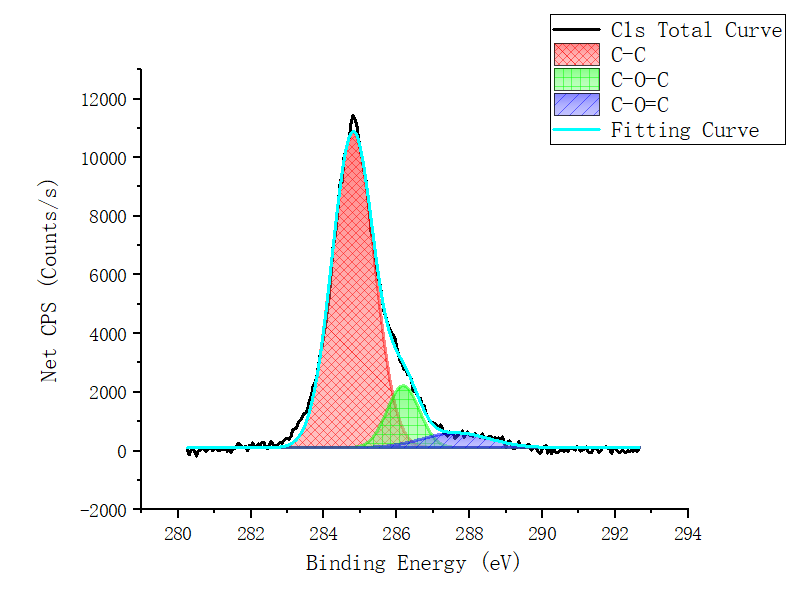 C1s Total Curve
C-C
C-O-C
C-O=C
Fitting Curve
12000
10000
8000
6000
4000
2000
0
-2000
Net CPS (Counts/s)
280 282 284 286 288 290 292 294
Binding Energy (eV)